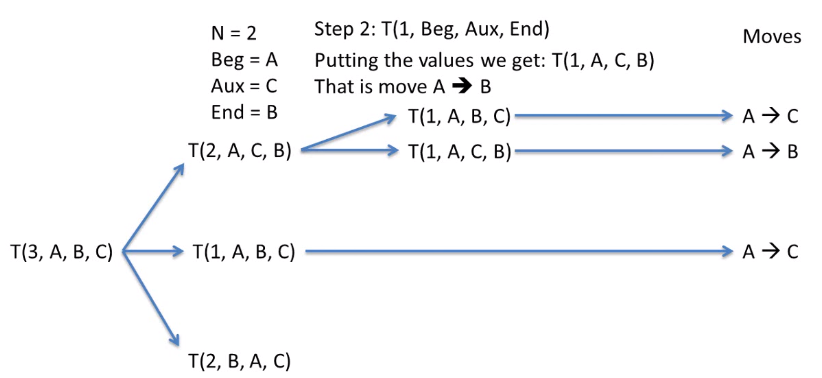 N = 2
Beg = A
Aux = C
End = B
Step 2: T(1, Beg, Aux, End)
Putting the values we get: T(1, A, C, B)
That is move A ➔ B
Moves
T(1, A, B, C)
A → C
T(2, A, C, B)
T(1, A, C, B)
A → B
T(3, A, B, C)
T(1, A, B, C)
A → C
T(2, B, A, C)